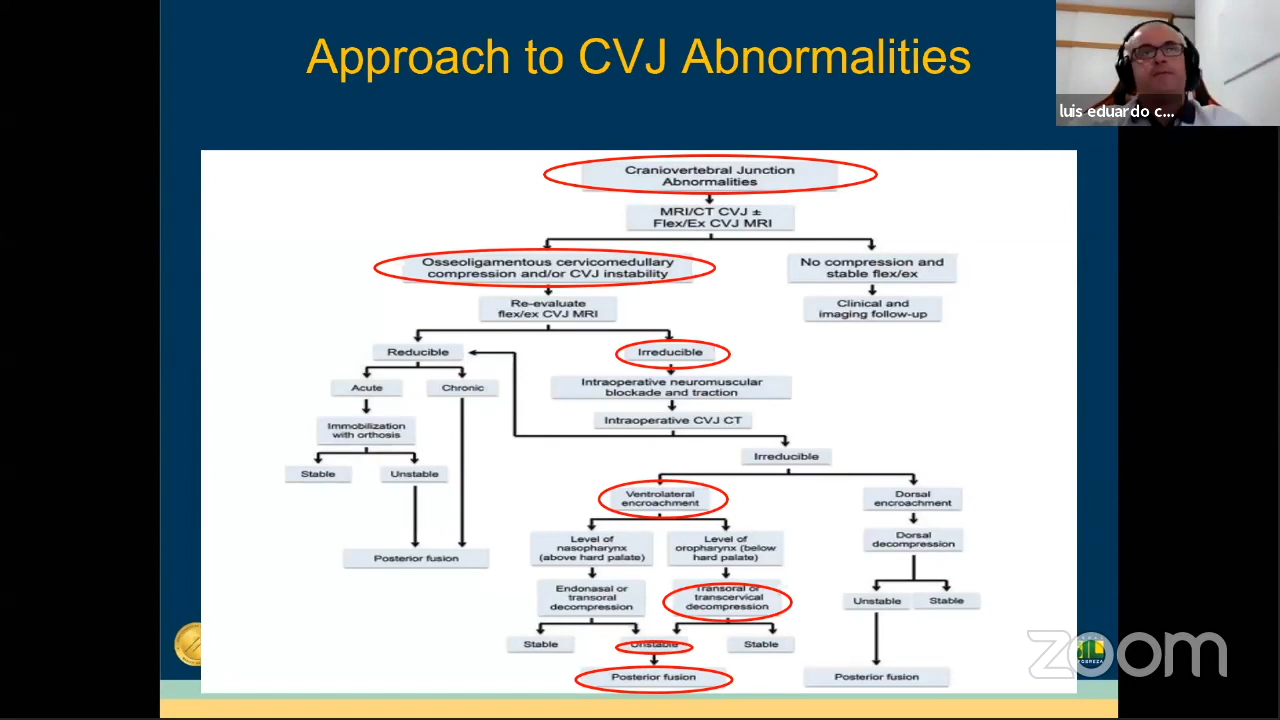 Approach to CVJ Abnormalities
luis eduardo c...
Craniovertebral Junction
Abnormalities
MRI/CT CVJ ±
Flex/Ex CVJ MRI
Osseoligamentous cervicomedullary
compression and/or CVJ instability
No compression and
stable flex/ex
Re-evaluate
flex/ex CVJ MRI
Clinical and
imaging follow-up
Reducible
Irreducible
Acute
Chronic
Intraoperative neuromuscular
blockade and traction
Immobilization
with orthosis
Intraoperative CVJ CT
Irreducible
Stable
Unstable
Ventrolateral
encroachment
Dorsal
encroachment
Level of
nasopharynx
(above hard palate)
Level of
oropharynx (below
hard palate)
Dorsal
decompression
Posterior fusion
Endonasal or
transoral
decompression
Transoral or
transcervical
decompression
Unstable
Stable
Stable
Unstable
Stable
Posterior fusion
Posterior fusion
zoom